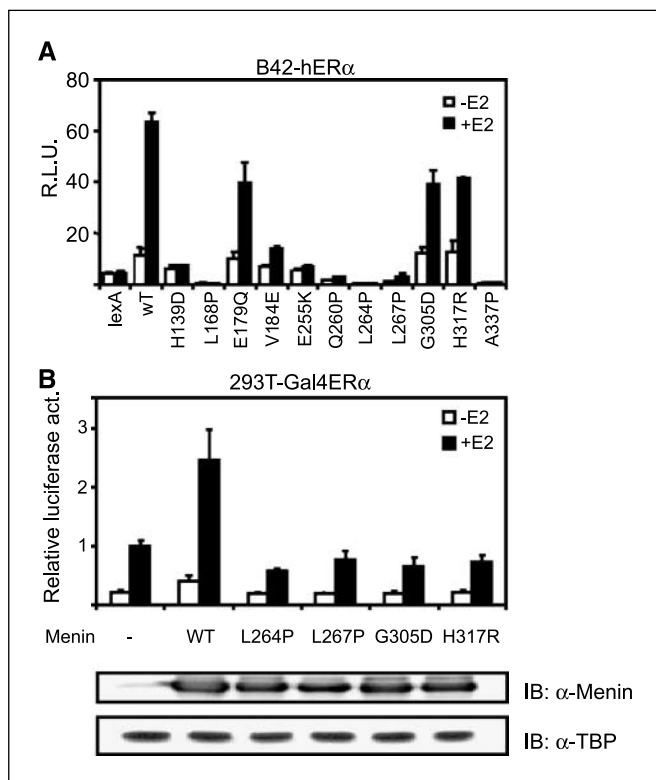 A
B42-hERα
R.L.U.
80
60
40
20
-E2
+E2
lexA
wT
H139D
L168P
E179Q
V184E
E255K
Q260P
L264P
L267P
G305D
H317R
A337P
B
293T-Gal4ERα
Relative luciferase act.
3
2
1
-E2
+E2
Menin - WT L264P L267P G305D H317R
IB: α-Menin
IB: α-TBP